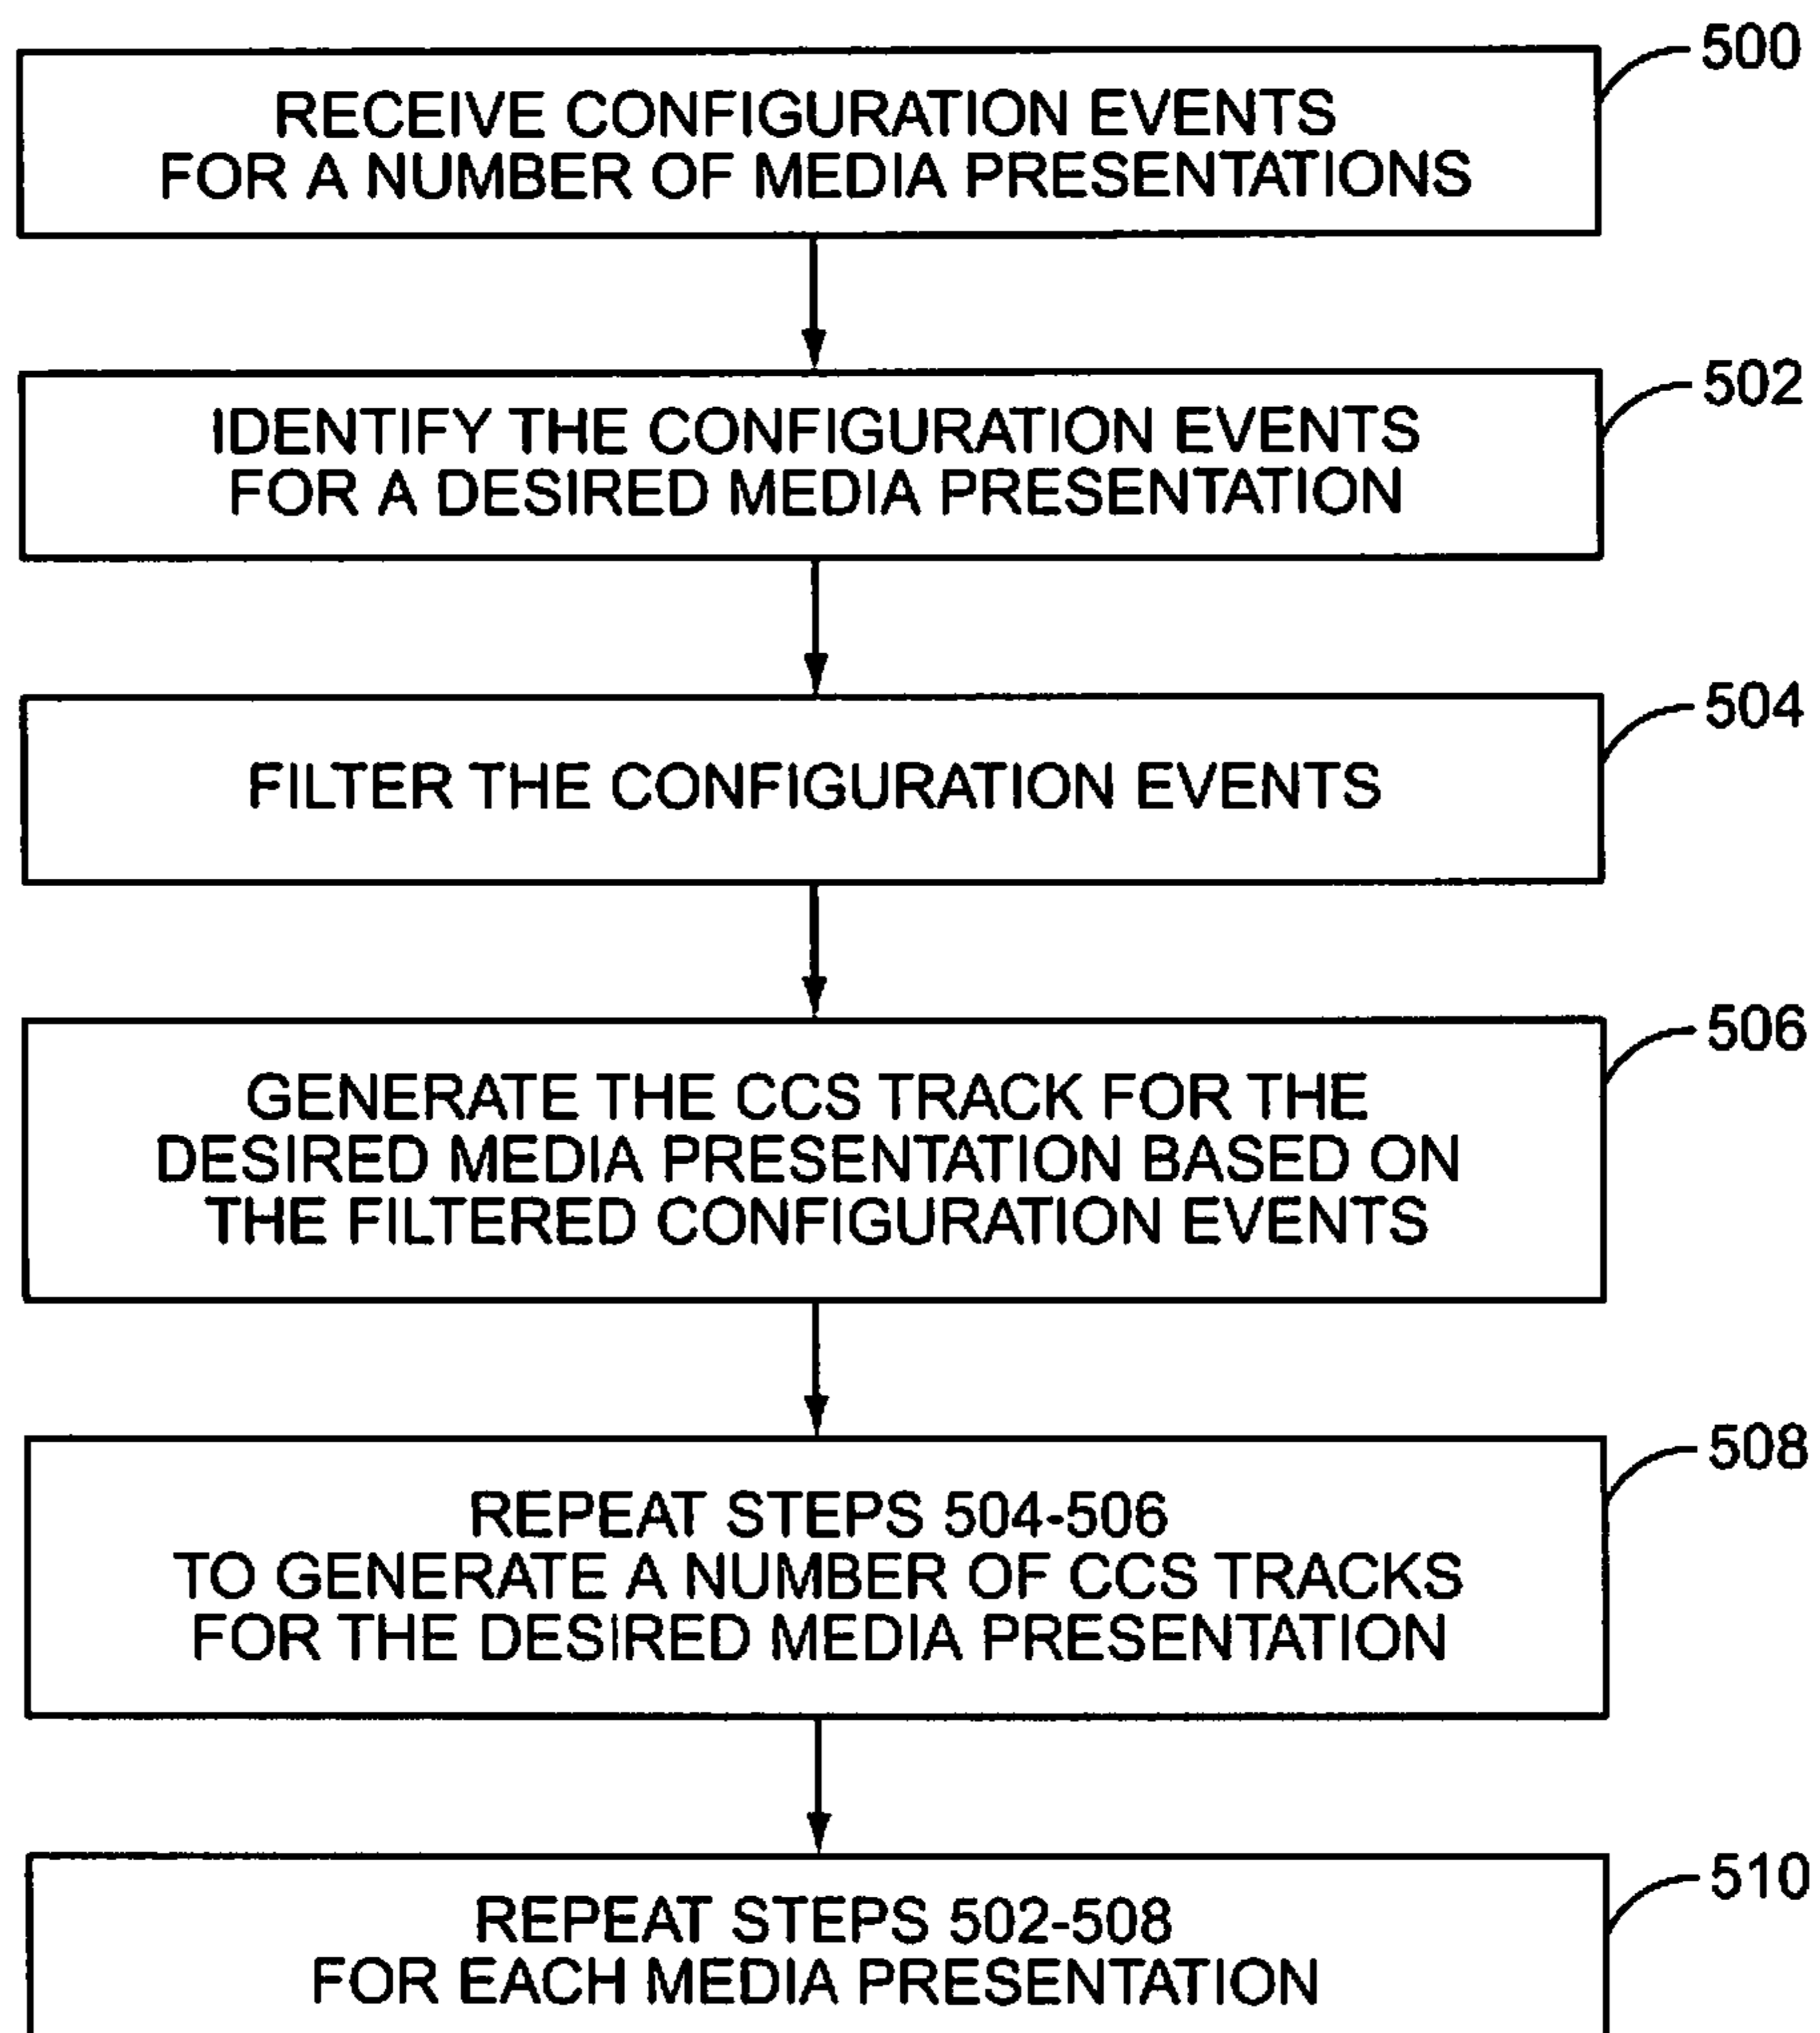 500
RECEIVE CONFIGURATION EVENTS
FOR A NUMBER OF MEDIA PRESENTATIONS
502
IDENTIFY THE CONFIGURATION EVENTS
FOR A DESIRED MEDIA PRESENTATION
504
FILTER THE CONFIGURATION EVENTS
506
GENERATE THE CCS TRACK FOR THE
DESIRED MEDIA PRESENTATION BASED ON
THE FILTERED CONFIGURATION EVENTS
508
REPEAT STEPS 504-506
TO GENERATE A NUMBER OF CCS TRACKS
FOR THE DESIRED MEDIA PRESENTATION
510
REPEAT STEPS 502-508
FOR EACH MEDIA PRESENTATION